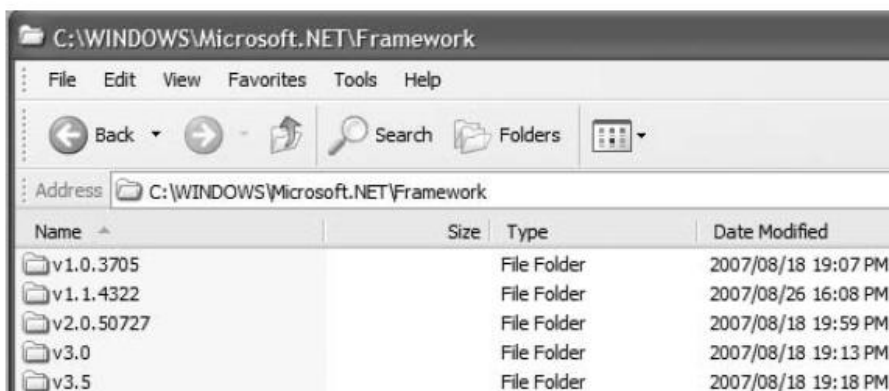 C:\WINDOWS\Microsoft.NET\Framework
File Edit View Favorites Tools Help
Back Search Folders
Address C:\WINDOWS\Microsoft.NET\Framework
Name Size Type Date Modified
v1.0.3705 File Folder 2007/08/18 19:07 PM
v1.1.4322 File Folder 2007/08/26 16:08 PM
v2.0.50727 File Folder 2007/08/18 19:59 PM
v3.0 File Folder 2007/08/18 19:13 PM
v3.5 File Folder 2007/08/18 19:18 PM